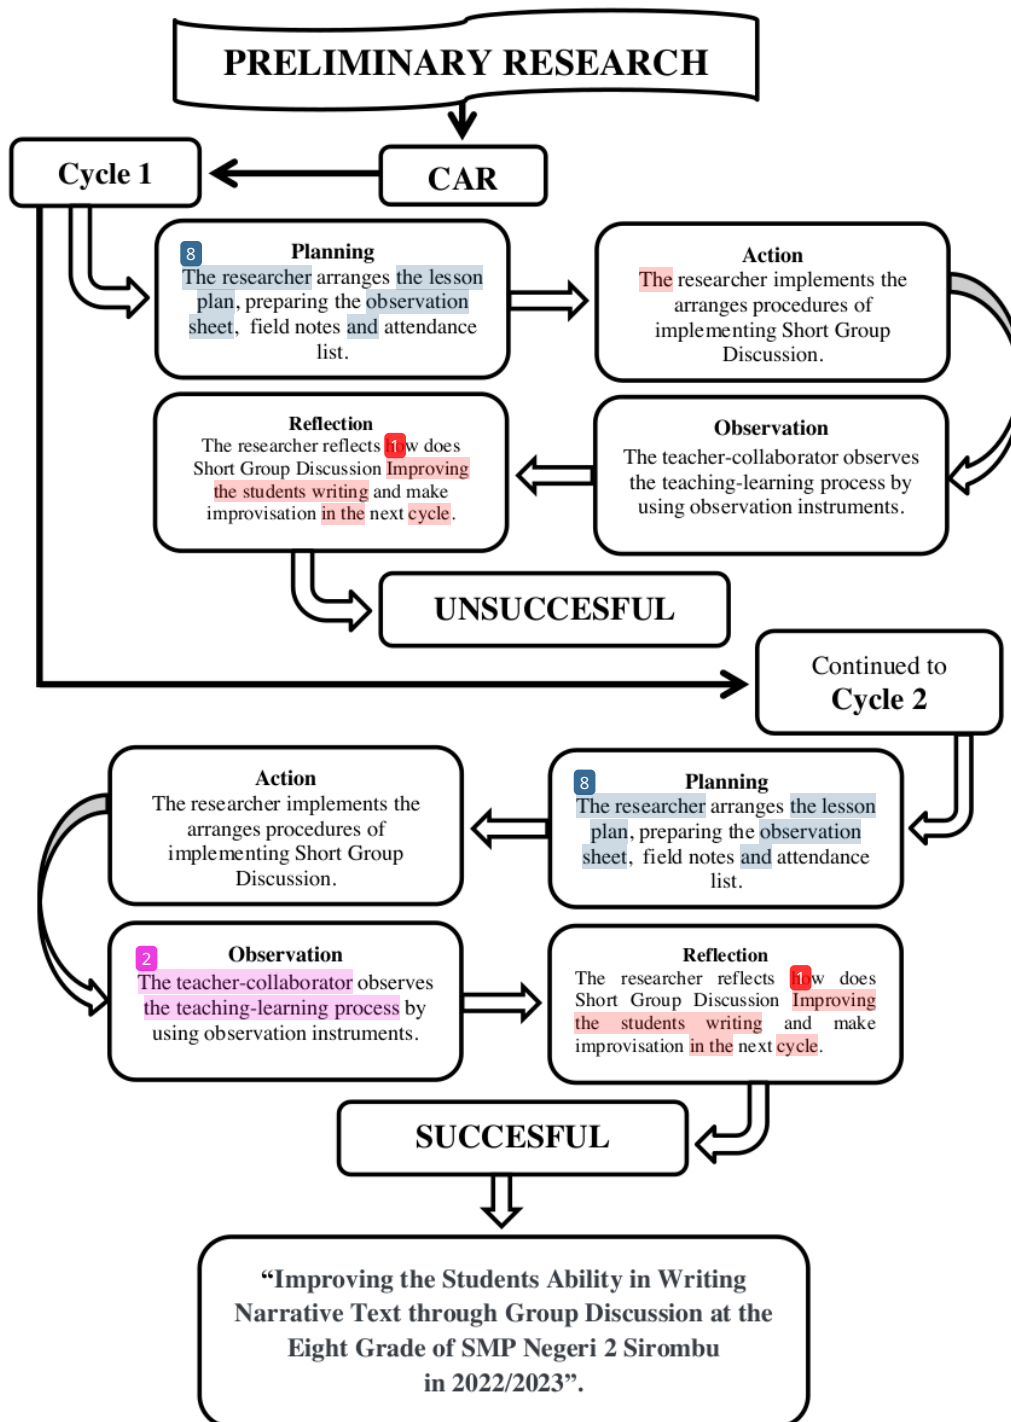 PRELIMINARY RESEARCH
Cycle 1
CAR
8
Planning
The researcher arranges the lesson
plan, preparing the observation
sheet, field notes and attendance
list.
Action
The researcher implements the
arranges procedures of
implementing Short Group
Discussion.
Observation
The teacher-collaborator observes
the teaching-learning process by
using observation instruments.
Reflection
1
The researcher reflects how does
Short Group Discussion Improving
the students writing and make
improvisation in the next cycle.
UNSUCCESFUL
Continued to
Cycle 2
8
Planning
The researcher arranges the lesson
plan, preparing the observation
sheet, field notes and attendance
list.
Action
The researcher implements the
arranges procedures of
implementing Short Group
Discussion.
2
Observation
The teacher-collaborator observes
the teaching-learning process by
using observation instruments.
Reflection
1
The researcher reflects how does
Short Group Discussion Improving
the students writing and make
improvisation in the next cycle.
SUCCESFUL
“Improving the Students Ability in Writing
Narrative Text through Group Discussion at the
Eight Grade of SMP Negeri 2 Sirombu
in 2022/2023”.